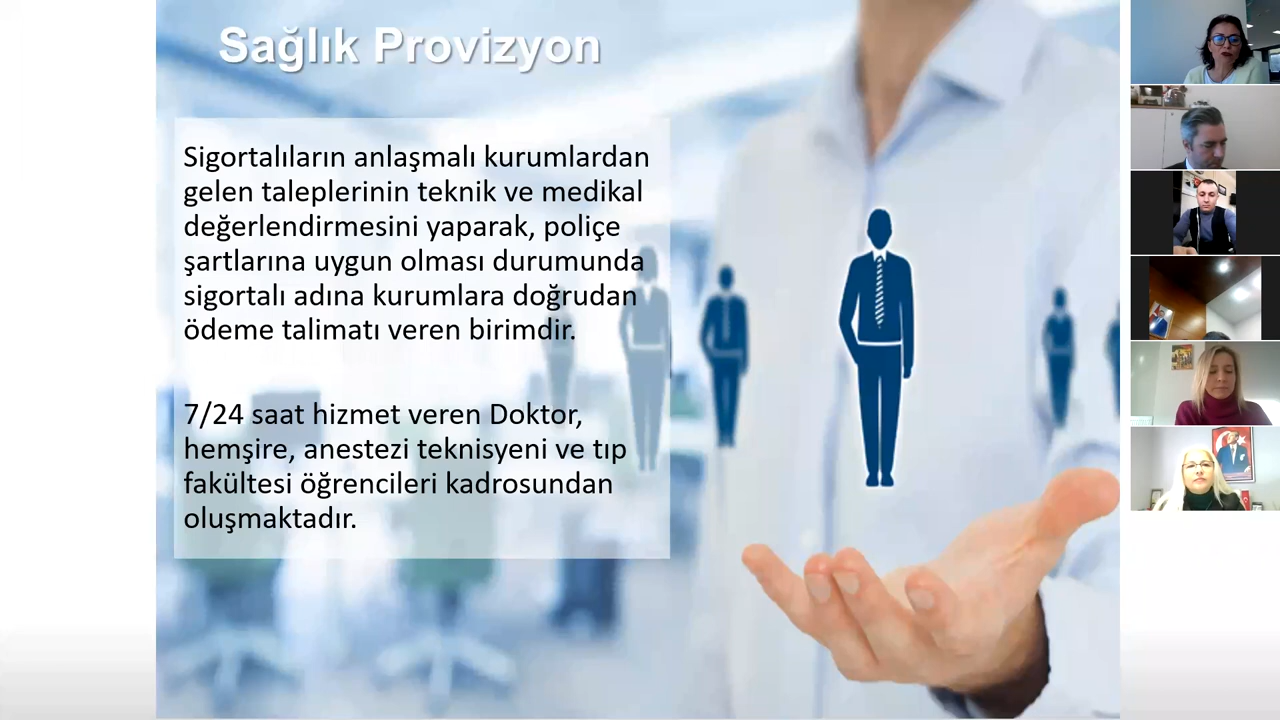 Sağlık Provizyon
Sigortalıların anlaşmalı kurumlardan
gelen taleplerinin teknik ve medikal
değerlendirmesini yaparak, poliçe
şartlarına uygun olması durumunda
sigortalı adına kurumlara doğrudan
ödeme talimatı veren birimdir.
7/24 saat hizmet veren Doktor,
hemşire, anestezi teknisyeni ve tıp
fakültesi öğrencileri kadrosundan
oluşmaktadır.